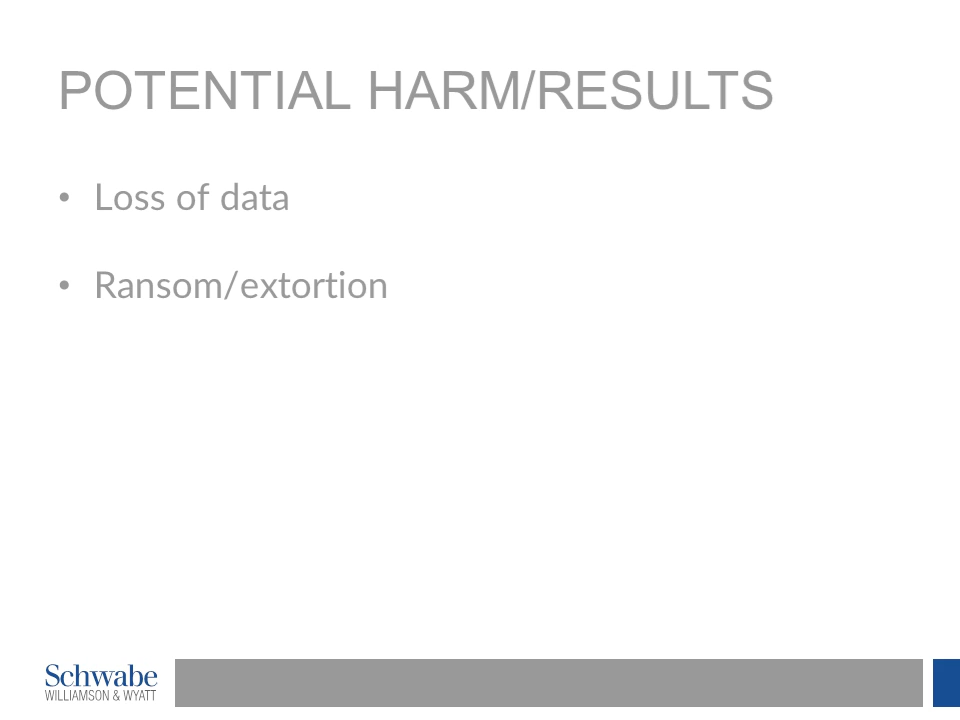 POTENTIAL HARM/RESULTS
• Loss of data
• Ransom/extortion
Schwabe
WILLIAMSON & WYATT